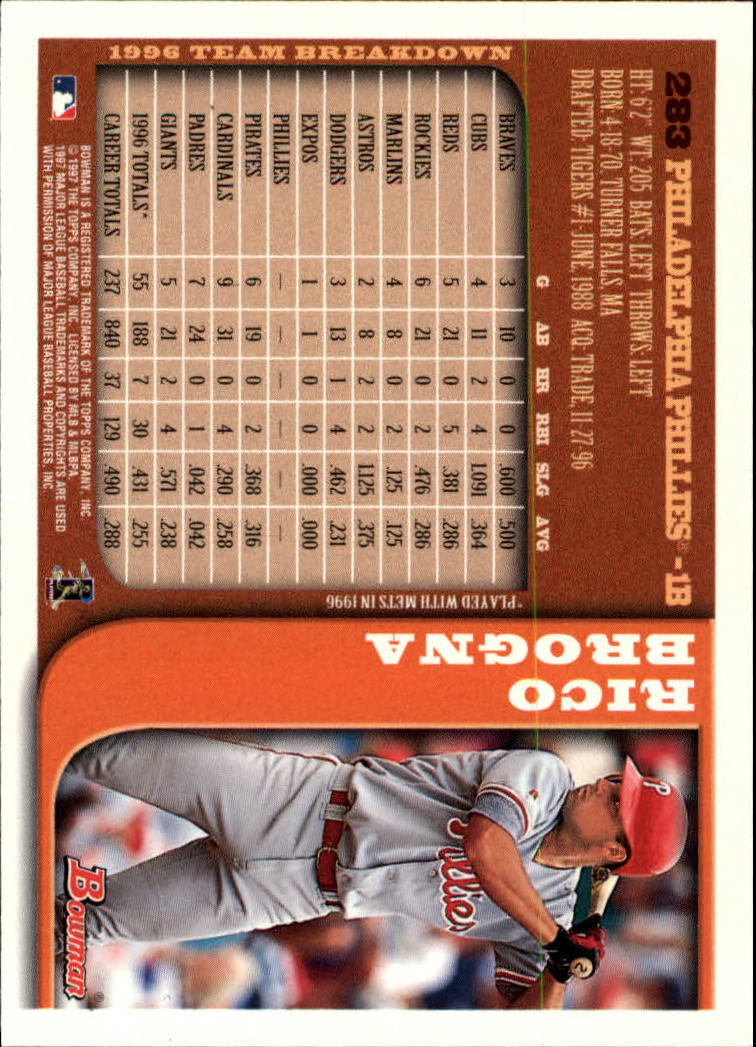 283 PHILADELPHIA PHILLIES® - 1B
HT: 6'2" WT: 205 BATS: LEFT THROWS: LEFT
BORN: 4-18-70, TURNER FALLS, MA
DRAFTED: TIGERS #1-JUNE, 1988 ACQ: TRADE, 11-27-96
G AB HR RBI SLG AVG
BRAVES 3 10 0 0 .600 .500
CUBS 4 11 2 4 1.091 .364
REDS 5 21 0 5 .381 .286
ROCKIES 6 21 0 2 .476 .286
MARLINS 4 8 0 2 .125 .125
ASTROS 2 8 2 2 1.125 .375
DODGERS 3 13 1 4 .462 .231
EXPOS 1 1 0 0 .000 .000
PHILLIES — — — — — —
PIRATES 6 19 0 2 .368 .316
CARDINALS 9 31 0 4 .290 .258
PADRES 7 24 0 1 .042 .042
GIANTS 5 21 2 4 .571 .238
1996 TOTALS* 55 188 7 30 .431 .255
CAREER TOTALS 237 840 37 129 .490 .288
1996 TEAM BREAKDOWN
*PLAYED WITH METS IN 1996
BOWMAN IS A REGISTERED TRADEMARK OF THE TOPPS COMPANY, INC.
© 1997 THE TOPPS COMPANY, INC. LICENSED BY MLB & MLBPA.
1997 MAJOR LEAGUE BASEBALL TRADEMARKS AND COPYRIGHTS ARE USED
WITH PERMISSION OF MAJOR LEAGUE BASEBALL PROPERTIES, INC.
RICO
BROGNA
P
Phillies
2
Bowman®